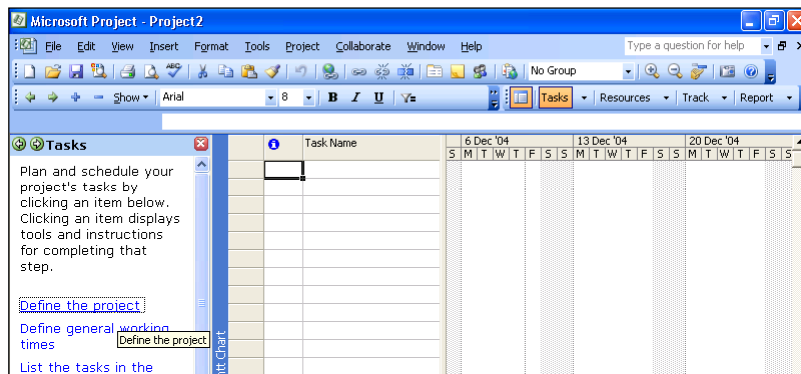 Microsoft Project - Project2
File Edit View Insert Format Tools Project Collaborate Window Help Type a question for help
ABC No Group
Show Arial 8 B I U Tasks Resources Track Report
Tasks
Task Name
6 Dec '04 13 Dec '04 20 Dec '04
S M T W T F S S M T W T F S S M T W T F S S
Plan and schedule your
project's tasks by
clicking an item below.
Clicking an item displays
tools and instructions
for completing that
step.
Define the project
Define general working
times
Define the project
List the tasks in the
tt Chart